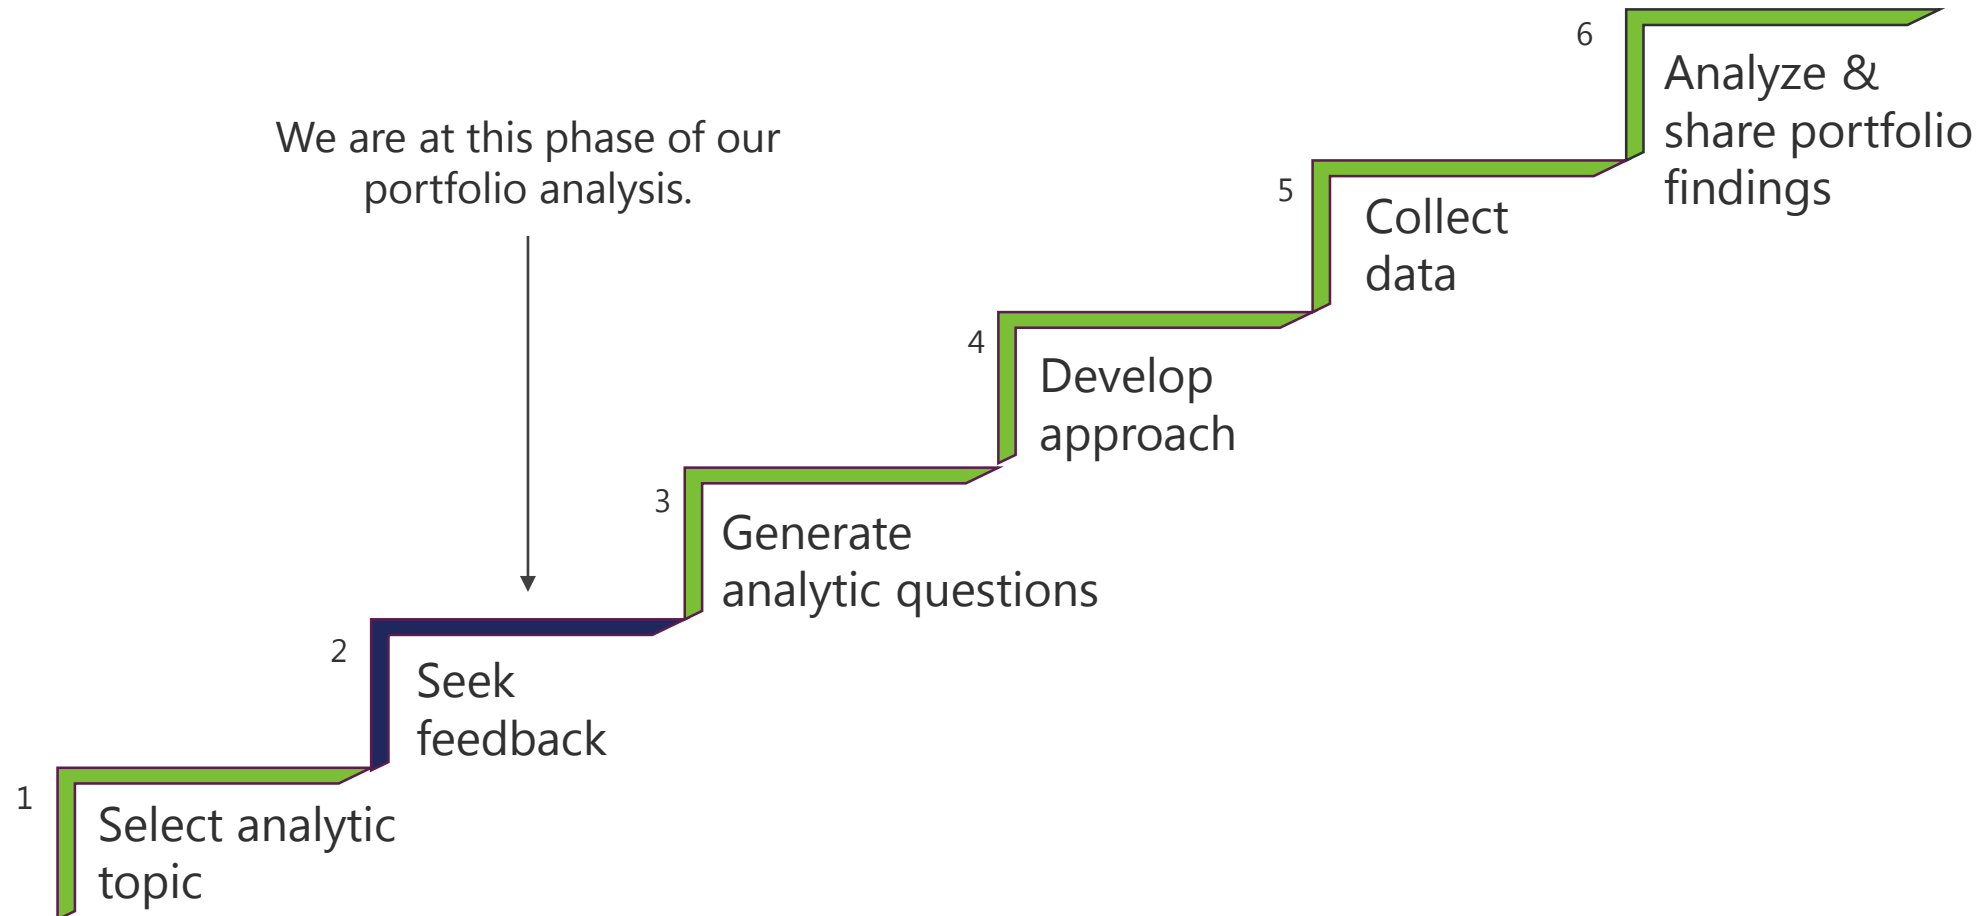 We are at this phase of our
portfolio analysis.
1
Select analytic
topic
2
Seek
feedback
3
Generate
analytic questions
4
Develop
approach
5
Collect
data
6
Analyze &
share portfolio
findings